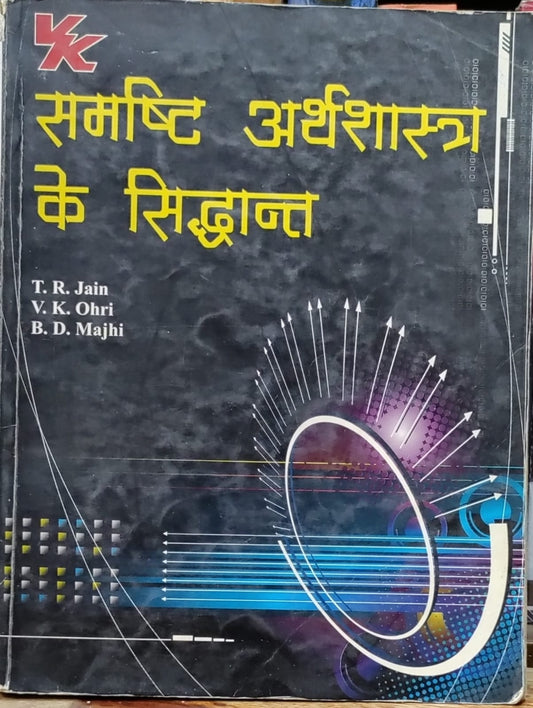 VK
समष्टि अर्थशास्त्र
के सिद्धान्त
T. R. Jain
V. K. Ohri
B. D. Majhi